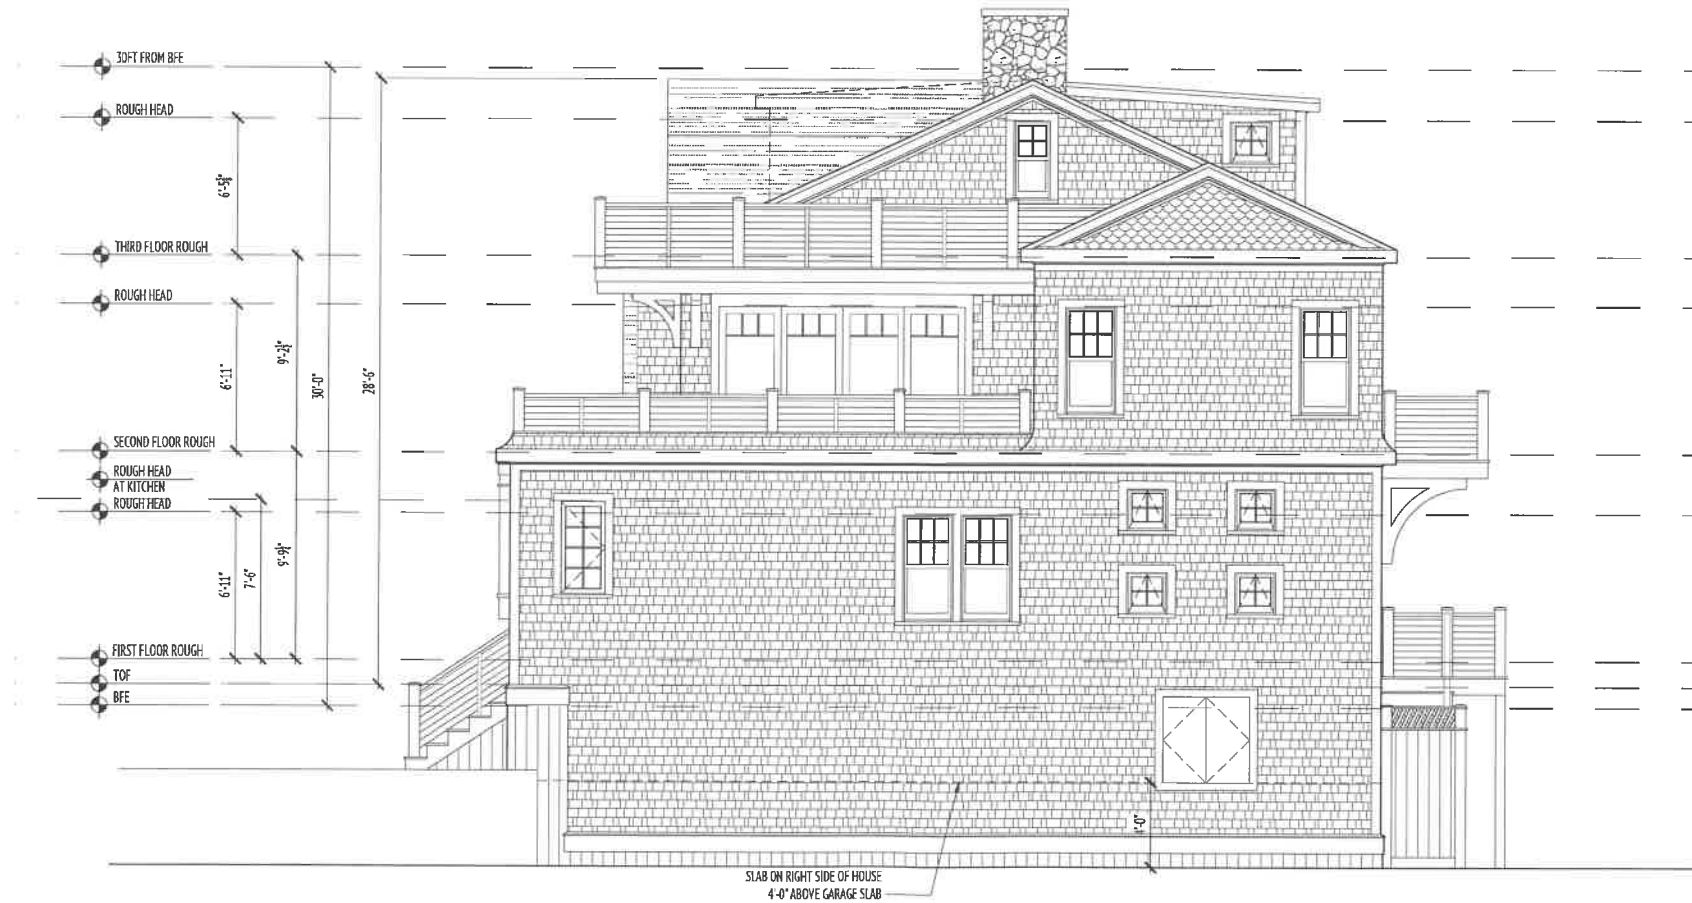 30FT FROM BFE
ROUGH HEAD
6'-5⅝"
THIRD FLOOR ROUGH
ROUGH HEAD
6'-11"
9'-2½"
30'-0"
28'-6"
SECOND FLOOR ROUGH
ROUGH HEAD
AT KITCHEN
ROUGH HEAD
6'-11"
7'-6"
9'-9½"
FIRST FLOOR ROUGH
TOF
BFE
4'-0"
SLAB ON RIGHT SIDE OF HOUSE
4'-0" ABOVE GARAGE SLAB